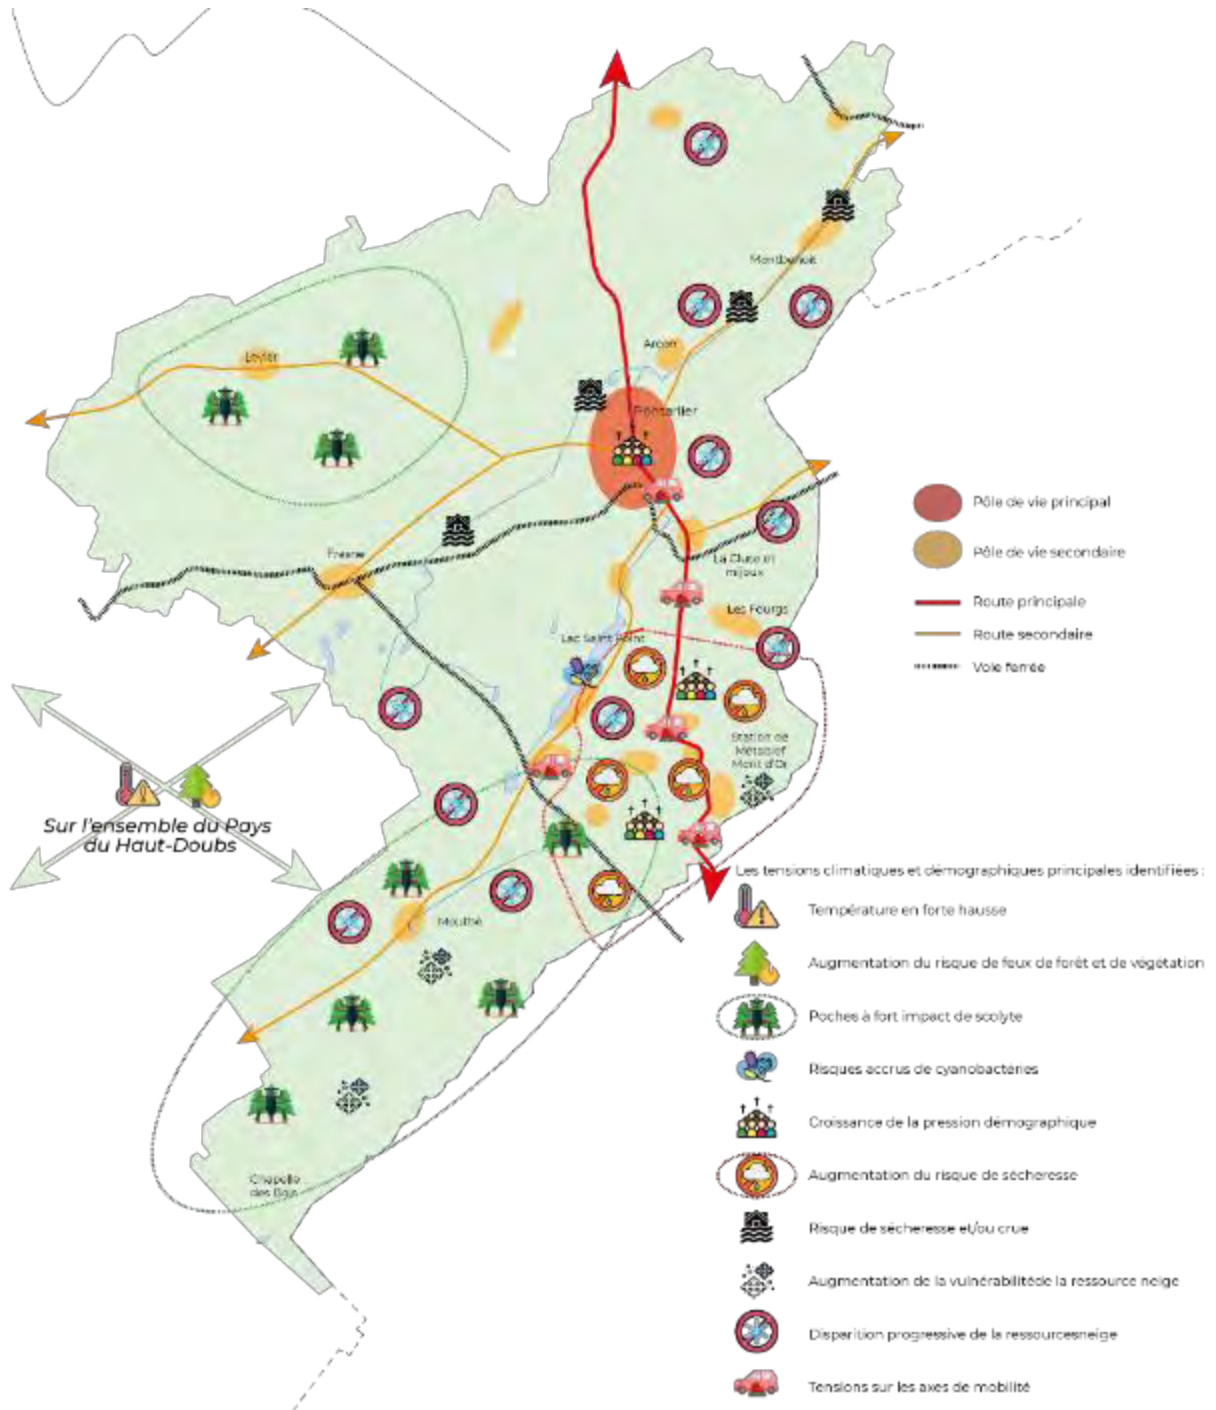 Montbenoit
Arcon
Levier
Pontarlier
Frasne
La Cluse et
mijoux
Les Fourgs
Lac Saint Point
Station de
Métabief
Mont d'Or
Sur l'ensemble du Pays
du Haut-Doubs
Mouthe
Chapelle
des Bois
Pôle de vie principal
Pôle de vie secondaire
Route principale
Route secondaire
Voie ferrée
Les tensions climatiques et démographiques principales identifiées :
Température en forte hausse
Augmentation du risque de feux de forêt et de végétation
Poches à fort impact de scolyte
Risques accrus de cyanobactéries
Croissance de la pression démographique
Augmentation du risque de sécheresse
Risque de sécheresse et/ou crue
Augmentation de la vulnérabilitéde la ressource neige
Disparition progressive de la ressourcesneige
Tensions sur les axes de mobilité